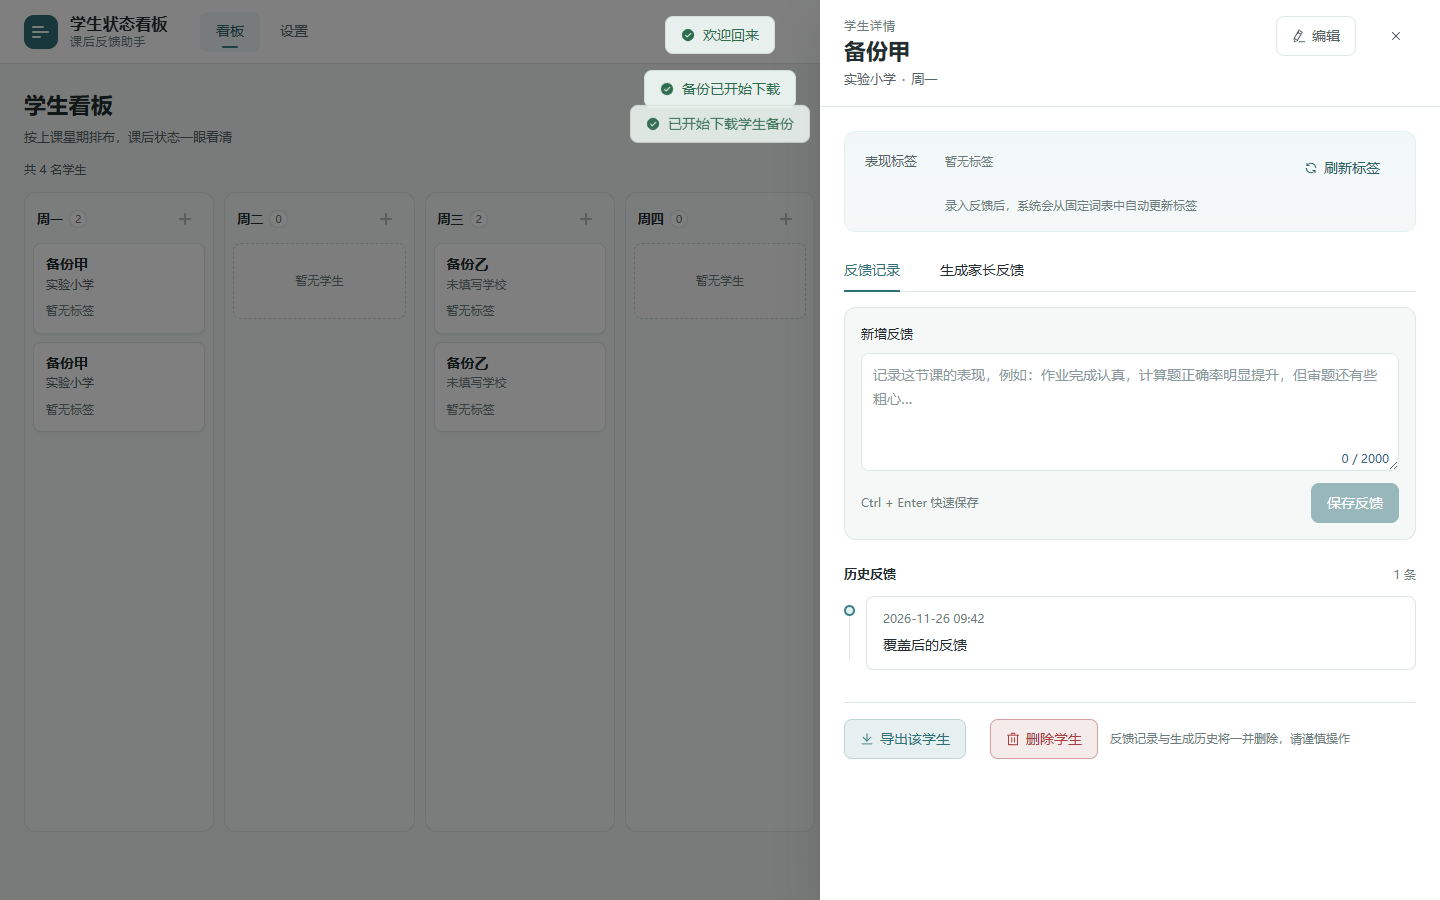 学生状态看板
课后反馈助手
看板
设置
欢迎回来
备份已开始下载
已开始下载学生备份
学生看板
按上课星期排布，课后状态一眼看清
共 4 名学生
周一 2
备份甲
实验小学
暂无标签
备份甲
实验小学
暂无标签
周二 0
暂无学生
周三 2
备份乙
未填写学校
暂无标签
备份乙
未填写学校
暂无标签
周四 0
暂无学生
学生详情
备份甲
实验小学 · 周一
编辑
表现标签
暂无标签
刷新标签
录入反馈后，系统会从固定词表中自动更新标签
反馈记录
生成家长反馈
新增反馈
记录这节课的表现，例如：作业完成认真，计算题正确率明显提升，但审题还有些
粗心...
0 / 2000
Ctrl + Enter 快速保存
保存反馈
历史反馈
1 条
2026-11-26 09:42
覆盖后的反馈
导出该学生
删除学生
反馈记录与生成历史将一并删除，请谨慎操作